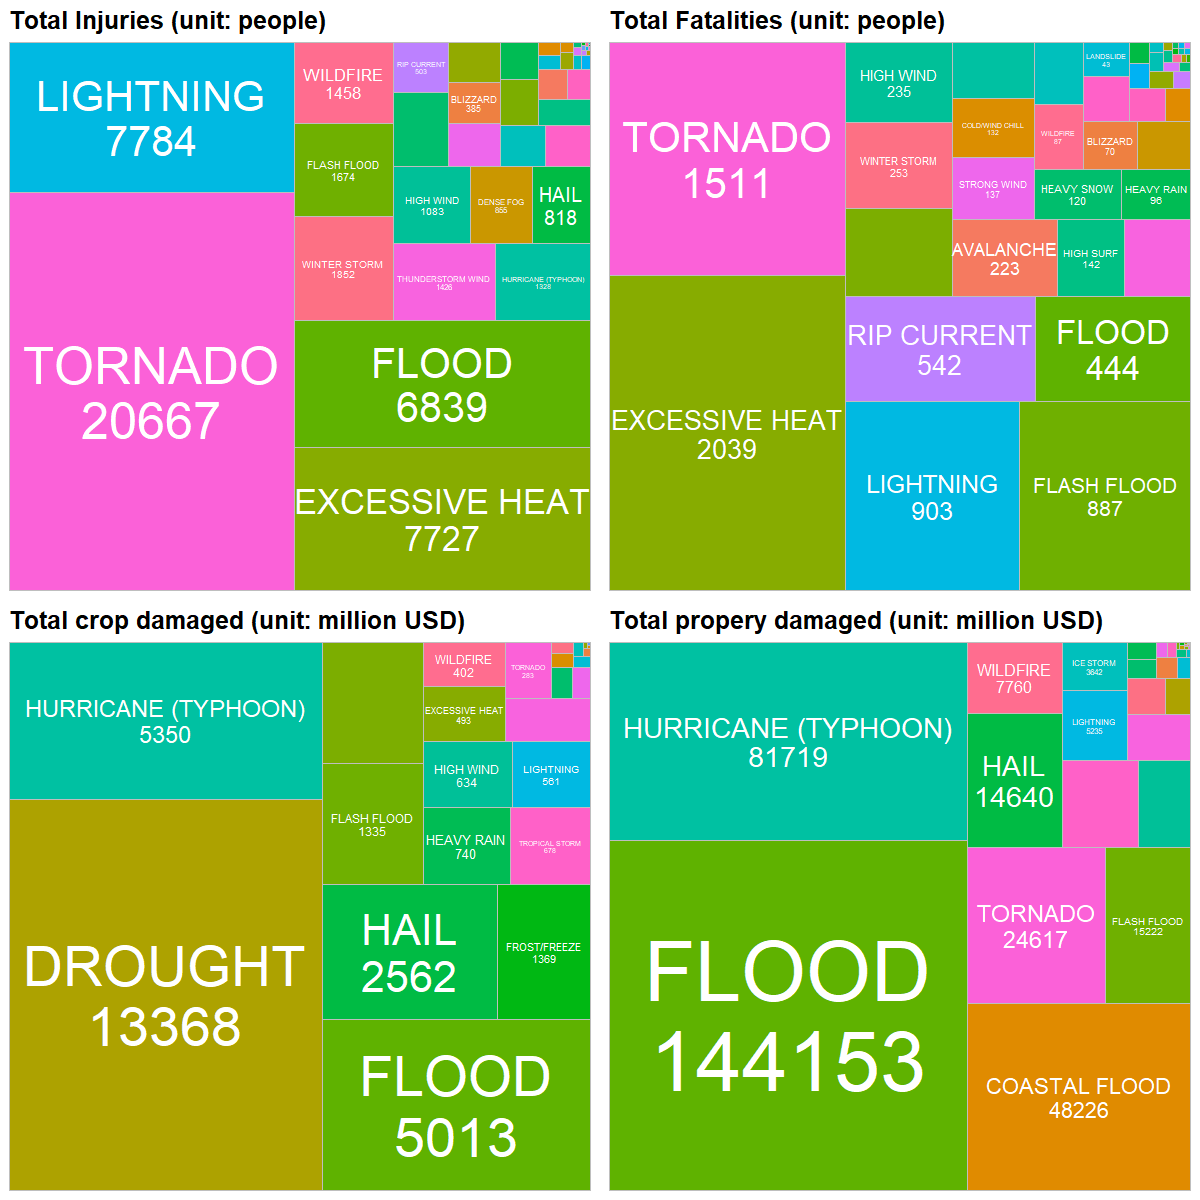 Total Injuries (unit: people)
LIGHTNING
7784
TORNADO
20667
WILDFIRE
1458
FLASH FLOOD
1674
WINTER STORM
1852
RIP CURRENT
503
BLIZZARD
385
HIGH WIND
1083
DENSE FOG
855
HAIL
818
THUNDERSTORM WIND
1426
HURRICANE (TYPHOON)
1328
FLOOD
6839
EXCESSIVE HEAT
7727
Total Fatalities (unit: people)
TORNADO
1511
EXCESSIVE HEAT
2039
HIGH WIND
235
WINTER STORM
253
COLD/WIND CHILL
132
STRONG WIND
137
AVALANCHE
223
LANDSLIDE
43
WILDFIRE
87
BLIZZARD
70
HEAVY SNOW
120
HEAVY RAIN
96
HIGH SURF
142
RIP CURRENT
542
FLOOD
444
LIGHTNING
903
FLASH FLOOD
887
Total crop damaged (unit: million USD)
HURRICANE (TYPHOON)
5350
DROUGHT
13368
FLASH FLOOD
1335
WILDFIRE
402
EXCESSIVE HEAT
493
TORNADO
283
HIGH WIND
634
LIGHTNING
561
HEAVY RAIN
740
TROPICAL STORM
678
HAIL
2562
FROST/FREEZE
1369
FLOOD
5013
Total propery damaged (unit: million USD)
HURRICANE (TYPHOON)
81719
FLOOD
144153
WILDFIRE
7760
HAIL
14640
ICE STORM
3642
LIGHTNING
5235
TORNADO
24617
FLASH FLOOD
15222
COASTAL FLOOD
48226